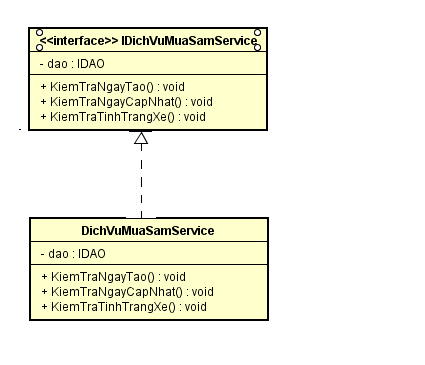 <<interface>> IDichVuMuaSamService
- dao : IDAO
+ KiemTraNgayTao() : void
+ KiemTraNgayCapNhat() : void
+ KiemTraTinhTrangXe() : void
DichVuMuaSamService
- dao : IDAO
+ KiemTraNgayTao() : void
+ KiemTraNgayCapNhat() : void
+ KiemTraTinhTrangXe() : void